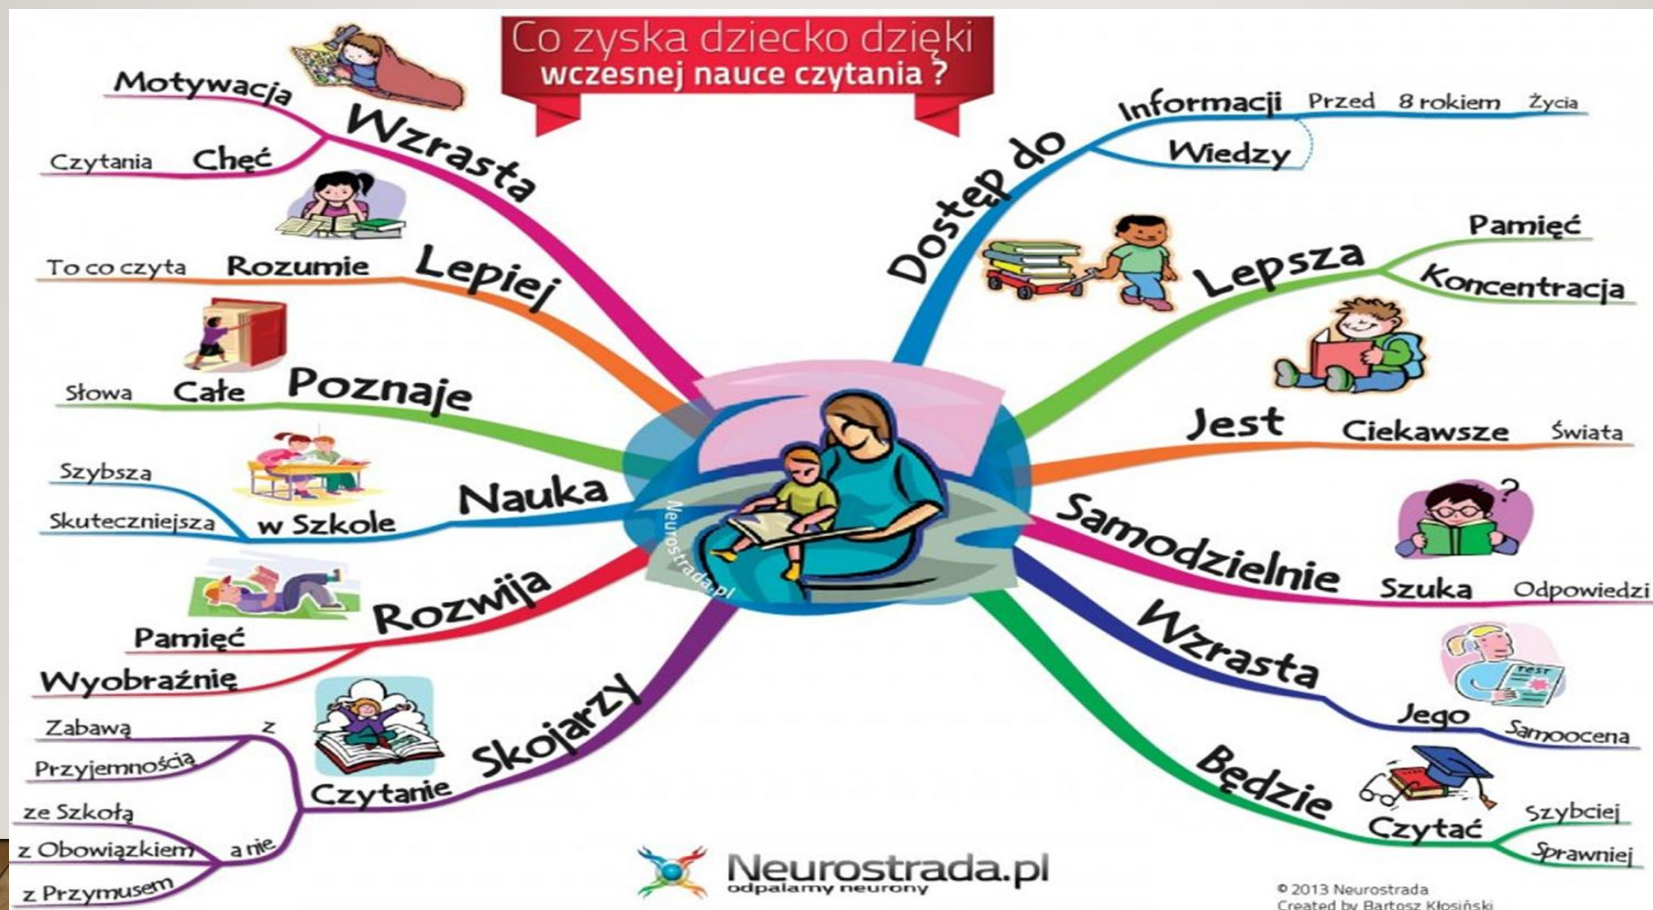 Co zyska dziecko dzięki
wczesnej nauce czytania ?
Dostęp do
Informacji Przed 8 rokiem Życia
Wiedzy
Lepsza
Pamięć
Koncentracja
Jest Ciekawsze Świata
Samodzielnie Szuka Odpowiedzi
Wzrasta
Jego Samoocena
TEST
?
Będzie
Czytać
Szybciej
Sprawniej
Wzrasta
Motywacja
Czytania Chęć
To co czyta Rozumie Lepiej
Słowa Całe Poznaje
Nauka
w Szkole
Szybsza
Skuteczniejsza
Rozwija
Pamięć
Wyobraźnię
Skojarzy
Czytanie
z
Zabawą
Przyjemnością
a nie
ze Szkołą
z Obowiązkiem
z Przymusem
Neurostrada.pl
Neurostrada.pl
odpalamy neurony
© 2013 Neurostrada
Created by Bartosz Kłosiński